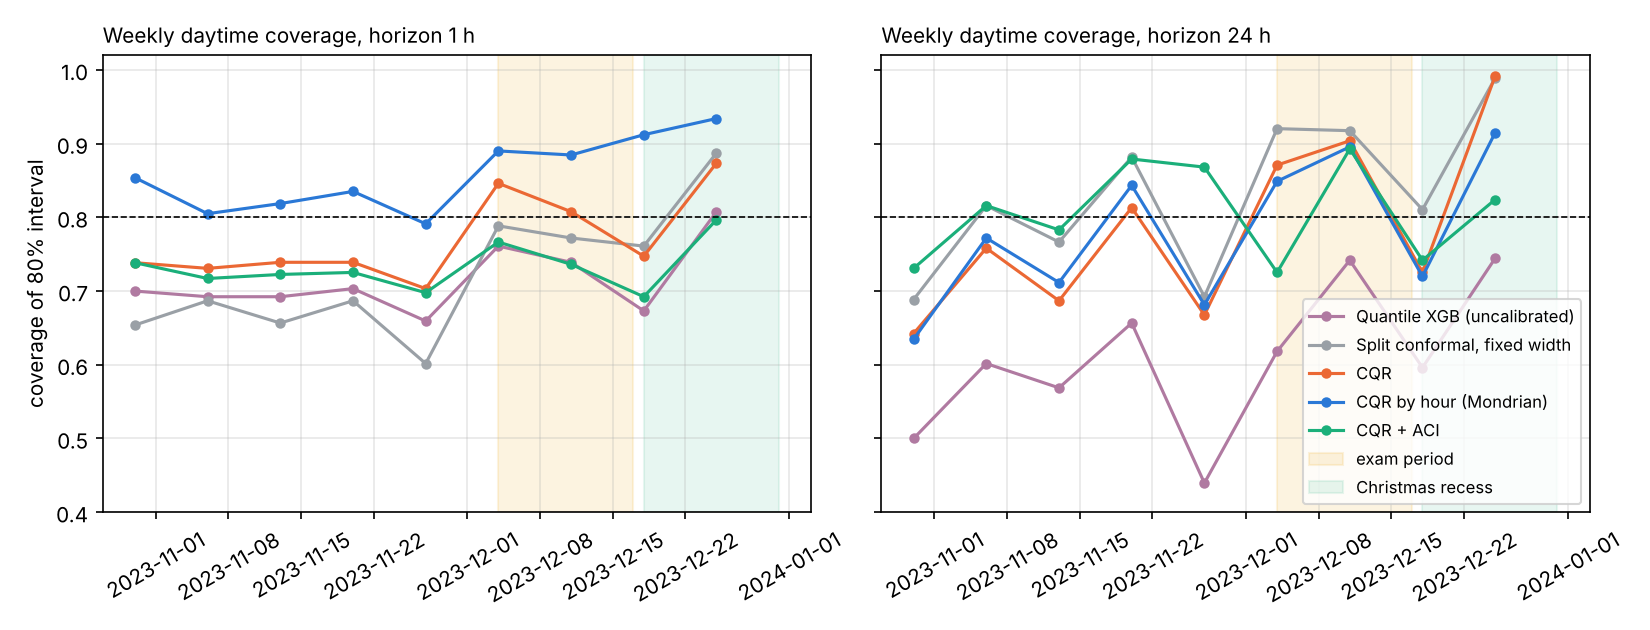 Weekly daytime coverage, horizon 1 h
coverage of 80% interval
1.0
0.9
0.8
0.7
0.6
0.5
0.4
2023-11-01
2023-11-08
2023-11-15
2023-11-22
2023-12-01
2023-12-08
2023-12-15
2023-12-22
2024-01-01
Weekly daytime coverage, horizon 24 h
Quantile XGB (uncalibrated)
Split conformal, fixed width
CQR
CQR by hour (Mondrian)
CQR + ACI
exam period
Christmas recess
2023-11-01
2023-11-08
2023-11-15
2023-11-22
2023-12-01
2023-12-08
2023-12-15
2023-12-22
2024-01-01